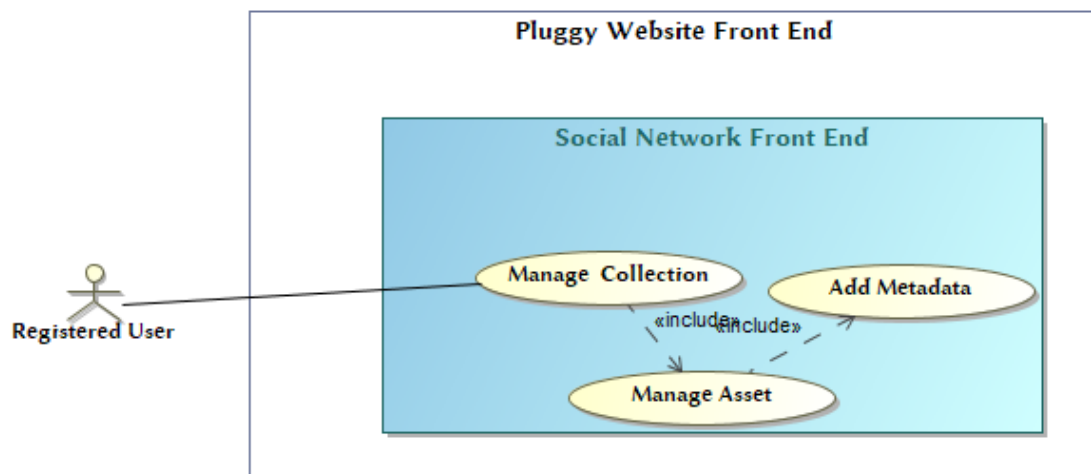 Pluggy Website Front End
Social Network Front End
Manage Collection
Add Metadata
«include»
«include»
Registered User
Manage Asset